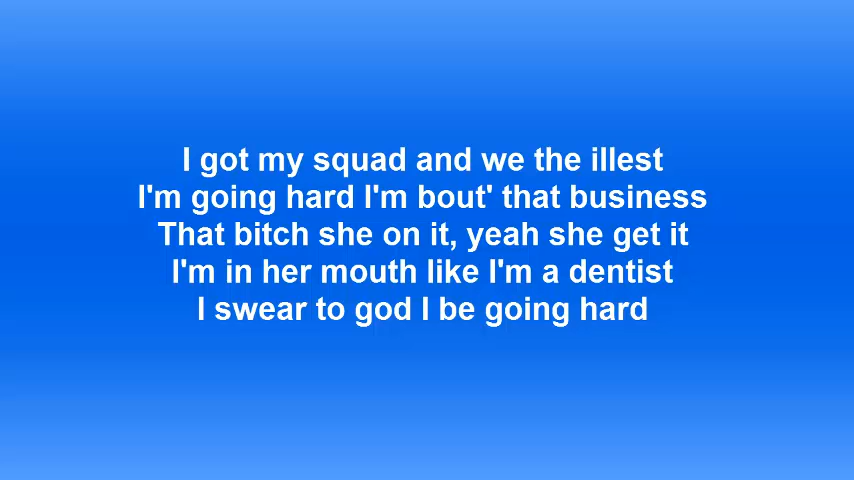 I got my squad and we the illest
I'm going hard I'm bout' that business
That bitch she on it, yeah she get it
I'm in her mouth like I'm a dentist
I swear to god I be going hard